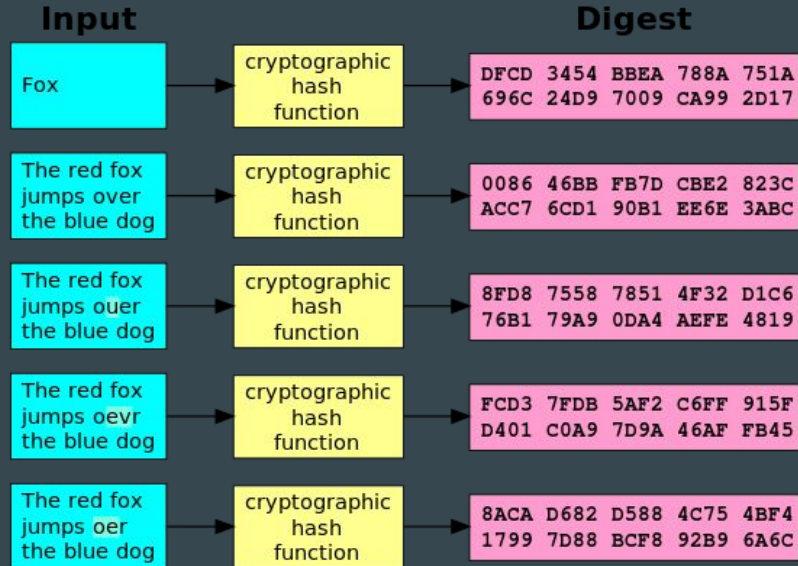 Input
Digest
Fox
cryptographic
hash
function
DFCD 3454 BBEA 788A 751A
696C 24D9 7009 CA99 2D17
The red fox
jumps over
the blue dog
cryptographic
hash
function
0086 46BB FB7D CBE2 823C
ACC7 6CD1 90B1 EE6E 3ABC
The red fox
jumps ouer
the blue dog
cryptographic
hash
function
8FD8 7558 7851 4F32 D1C6
76B1 79A9 0DA4 AEFE 4819
The red fox
jumps oevr
the blue dog
cryptographic
hash
function
FCD3 7FDB 5AF2 C6FF 915F
D401 C0A9 7D9A 46AF FB45
The red fox
jumps oer
the blue dog
cryptographic
hash
function
8ACA D682 D588 4C75 4BF4
1799 7D88 BCF8 92B9 6A6C